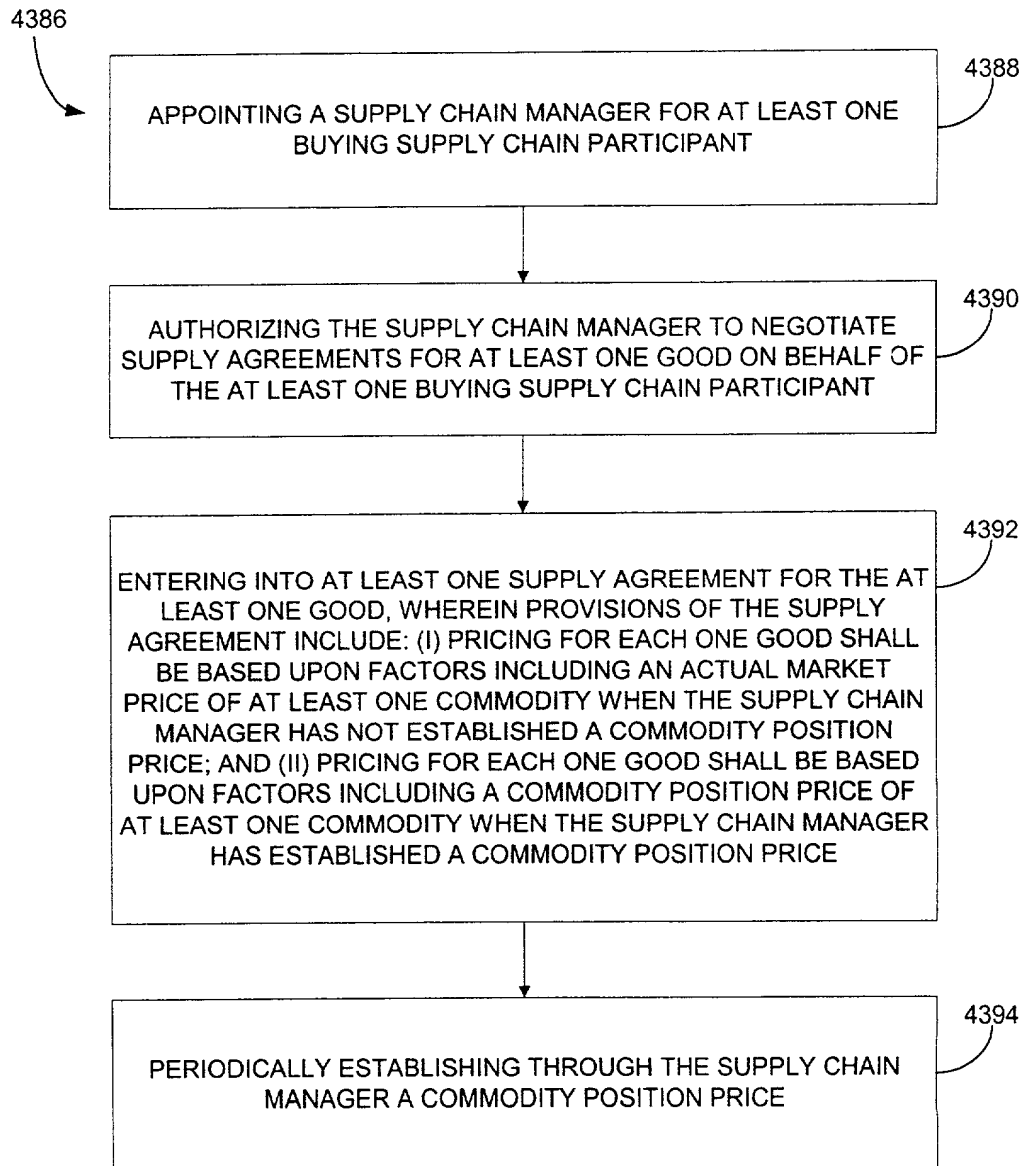 4386
4388
APPOINTING A SUPPLY CHAIN MANAGER FOR AT LEAST ONE
BUYING SUPPLY CHAIN PARTICIPANT
4390
AUTHORIZING THE SUPPLY CHAIN MANAGER TO NEGOTIATE
SUPPLY AGREEMENTS FOR AT LEAST ONE GOOD ON BEHALF OF
THE AT LEAST ONE BUYING SUPPLY CHAIN PARTICIPANT
4392
ENTERING INTO AT LEAST ONE SUPPLY AGREEMENT FOR THE AT
LEAST ONE GOOD, WHEREIN PROVISIONS OF THE SUPPLY
AGREEMENT INCLUDE: (I) PRICING FOR EACH ONE GOOD SHALL
BE BASED UPON FACTORS INCLUDING AN ACTUAL MARKET
PRICE OF AT LEAST ONE COMMODITY WHEN THE SUPPLY CHAIN
MANAGER HAS NOT ESTABLISHED A COMMODITY POSITION
PRICE; AND (II) PRICING FOR EACH ONE GOOD SHALL BE BASED
UPON FACTORS INCLUDING A COMMODITY POSITION PRICE OF
AT LEAST ONE COMMODITY WHEN THE SUPPLY CHAIN MANAGER
HAS ESTABLISHED A COMMODITY POSITION PRICE
4394
PERIODICALLY ESTABLISHING THROUGH THE SUPPLY CHAIN
MANAGER A COMMODITY POSITION PRICE